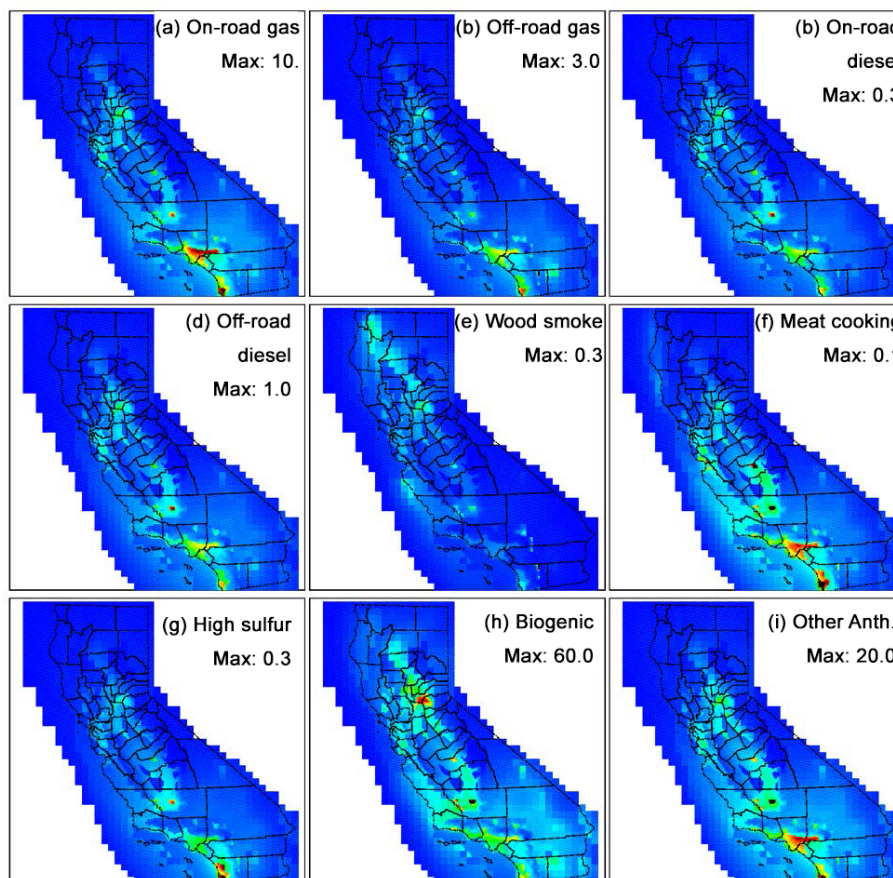 (a) On-road gas
Max: 10.
(b) Off-road gas
Max: 3.0
(b) On-road
diesel
Max: 0.3
(d) Off-road
diesel
Max: 1.0
(e) Wood smoke
Max: 0.3
(f) Meat cooking
Max: 0.1
(g) High sulfur
Max: 0.3
(h) Biogenic
Max: 60.0
(i) Other Anth.
Max: 20.0